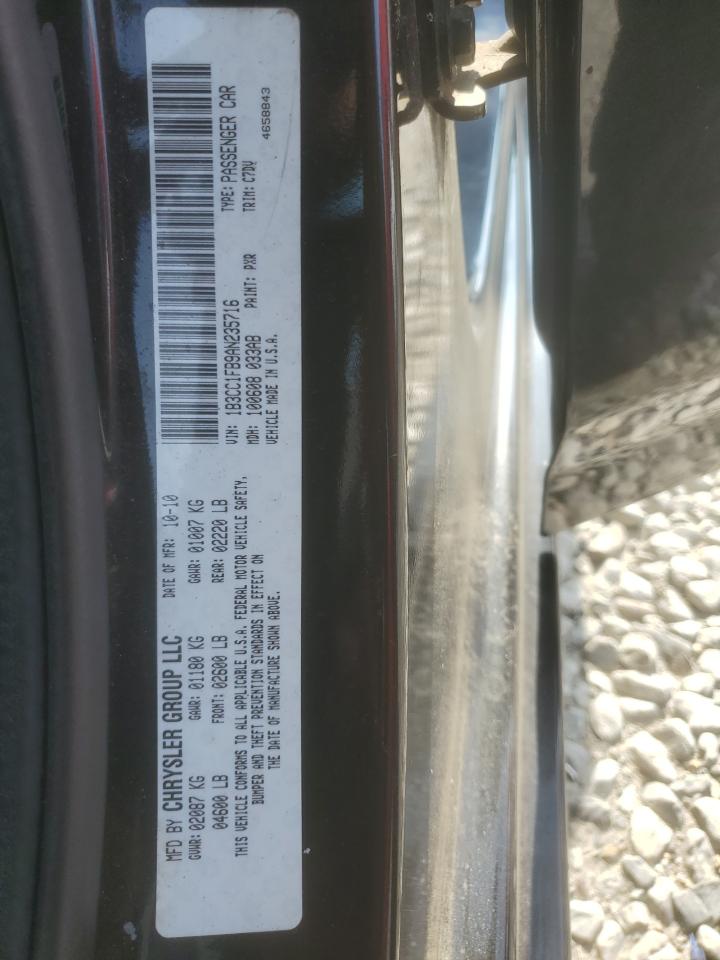 MFD BY CHRYSLER GROUP LLC DATE OF MFR: 10-10
GVWR: 02087 KG GAWR: 01180 KG GAWR: 01007 KG
04600 LB FRONT: 02600 LB REAR: 02220 LB
THIS VEHICLE CONFORMS TO ALL APPLICABLE U.S.A. FEDERAL MOTOR VEHICLE SAFETY,
BUMPER AND THEFT PREVENTION STANDARDS IN EFFECT ON
THE DATE OF MANUFACTURE SHOWN ABOVE.
VIN: 1B3CC1FB9AN235716 TYPE: PASSENGER CAR
MDH: 100608 033AB PAINT: PXR TRIM: C7DV
VEHICLE MADE IN U.S.A. 4658843